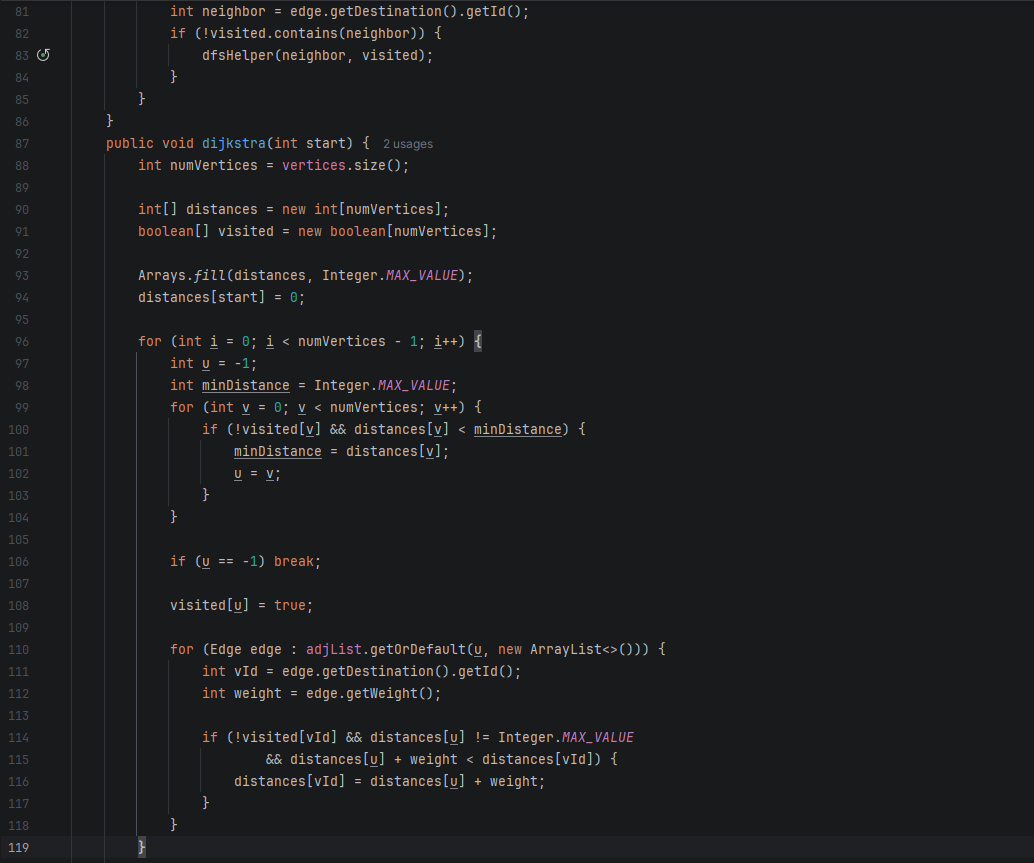 81 int neighbor = edge.getDestination().getId();
82 if (!visited.contains(neighbor)) {
83 dfsHelper(neighbor, visited);
84 }
85 }
86 }
87 public void dijkstra(int start) { 2 usages
88 int numVertices = vertices.size();
89
90 int[] distances = new int[numVertices];
91 boolean[] visited = new boolean[numVertices];
92
93 Arrays.fill(distances, Integer.MAX_VALUE);
94 distances[start] = 0;
95
96 for (int i = 0; i < numVertices - 1; i++) {
97 int u = -1;
98 int minDistance = Integer.MAX_VALUE;
99 for (int v = 0; v < numVertices; v++) {
100 if (!visited[v] && distances[v] < minDistance) {
101 minDistance = distances[v];
102 u = v;
103 }
104 }
105
106 if (u == -1) break;
107
108 visited[u] = true;
109
110 for (Edge edge : adjList.getOrDefault(u, new ArrayList<>())) {
111 int vId = edge.getDestination().getId();
112 int weight = edge.getWeight();
113
114 if (!visited[vId] && distances[u] != Integer.MAX_VALUE
115 && distances[u] + weight < distances[vId]) {
116 distances[vId] = distances[u] + weight;
117 }
118 }
119 }